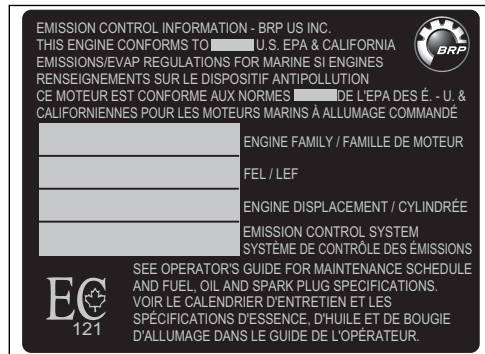 EMISSION CONTROL INFORMATION - BRP US INC.
THIS ENGINE CONFORMS TO U.S. EPA & CALIFORNIA
EMISSIONS/EVAP REGULATIONS FOR MARINE SI ENGINES
RENSEIGNEMENTS SUR LE DISPOSITIF ANTIPOLLUTION
CE MOTEUR EST CONFORME AUX NORMES DE L'EPA DES É. - U. &
CALIFORNIENNES POUR LES MOTEURS MARINS À ALLUMAGE COMMANDÉ
BRP
ENGINE FAMILY / FAMILLE DE MOTEUR
FEL / LEF
ENGINE DISPLACEMENT / CYLINDRÉE
EMISSION CONTROL SYSTEM
SYSTÈME DE CONTRÔLE DES ÉMISSIONS
EC
121
SEE OPERATOR'S GUIDE FOR MAINTENANCE SCHEDULE
AND FUEL, OIL AND SPARK PLUG SPECIFICATIONS.
VOIR LE CALENDRIER D'ENTRETIEN ET LES
SPÉCIFICATIONS D'ESSENCE, D'HUILE ET DE BOUGIE
D'ALLUMAGE DANS LE GUIDE DE L'OPÉRATEUR.